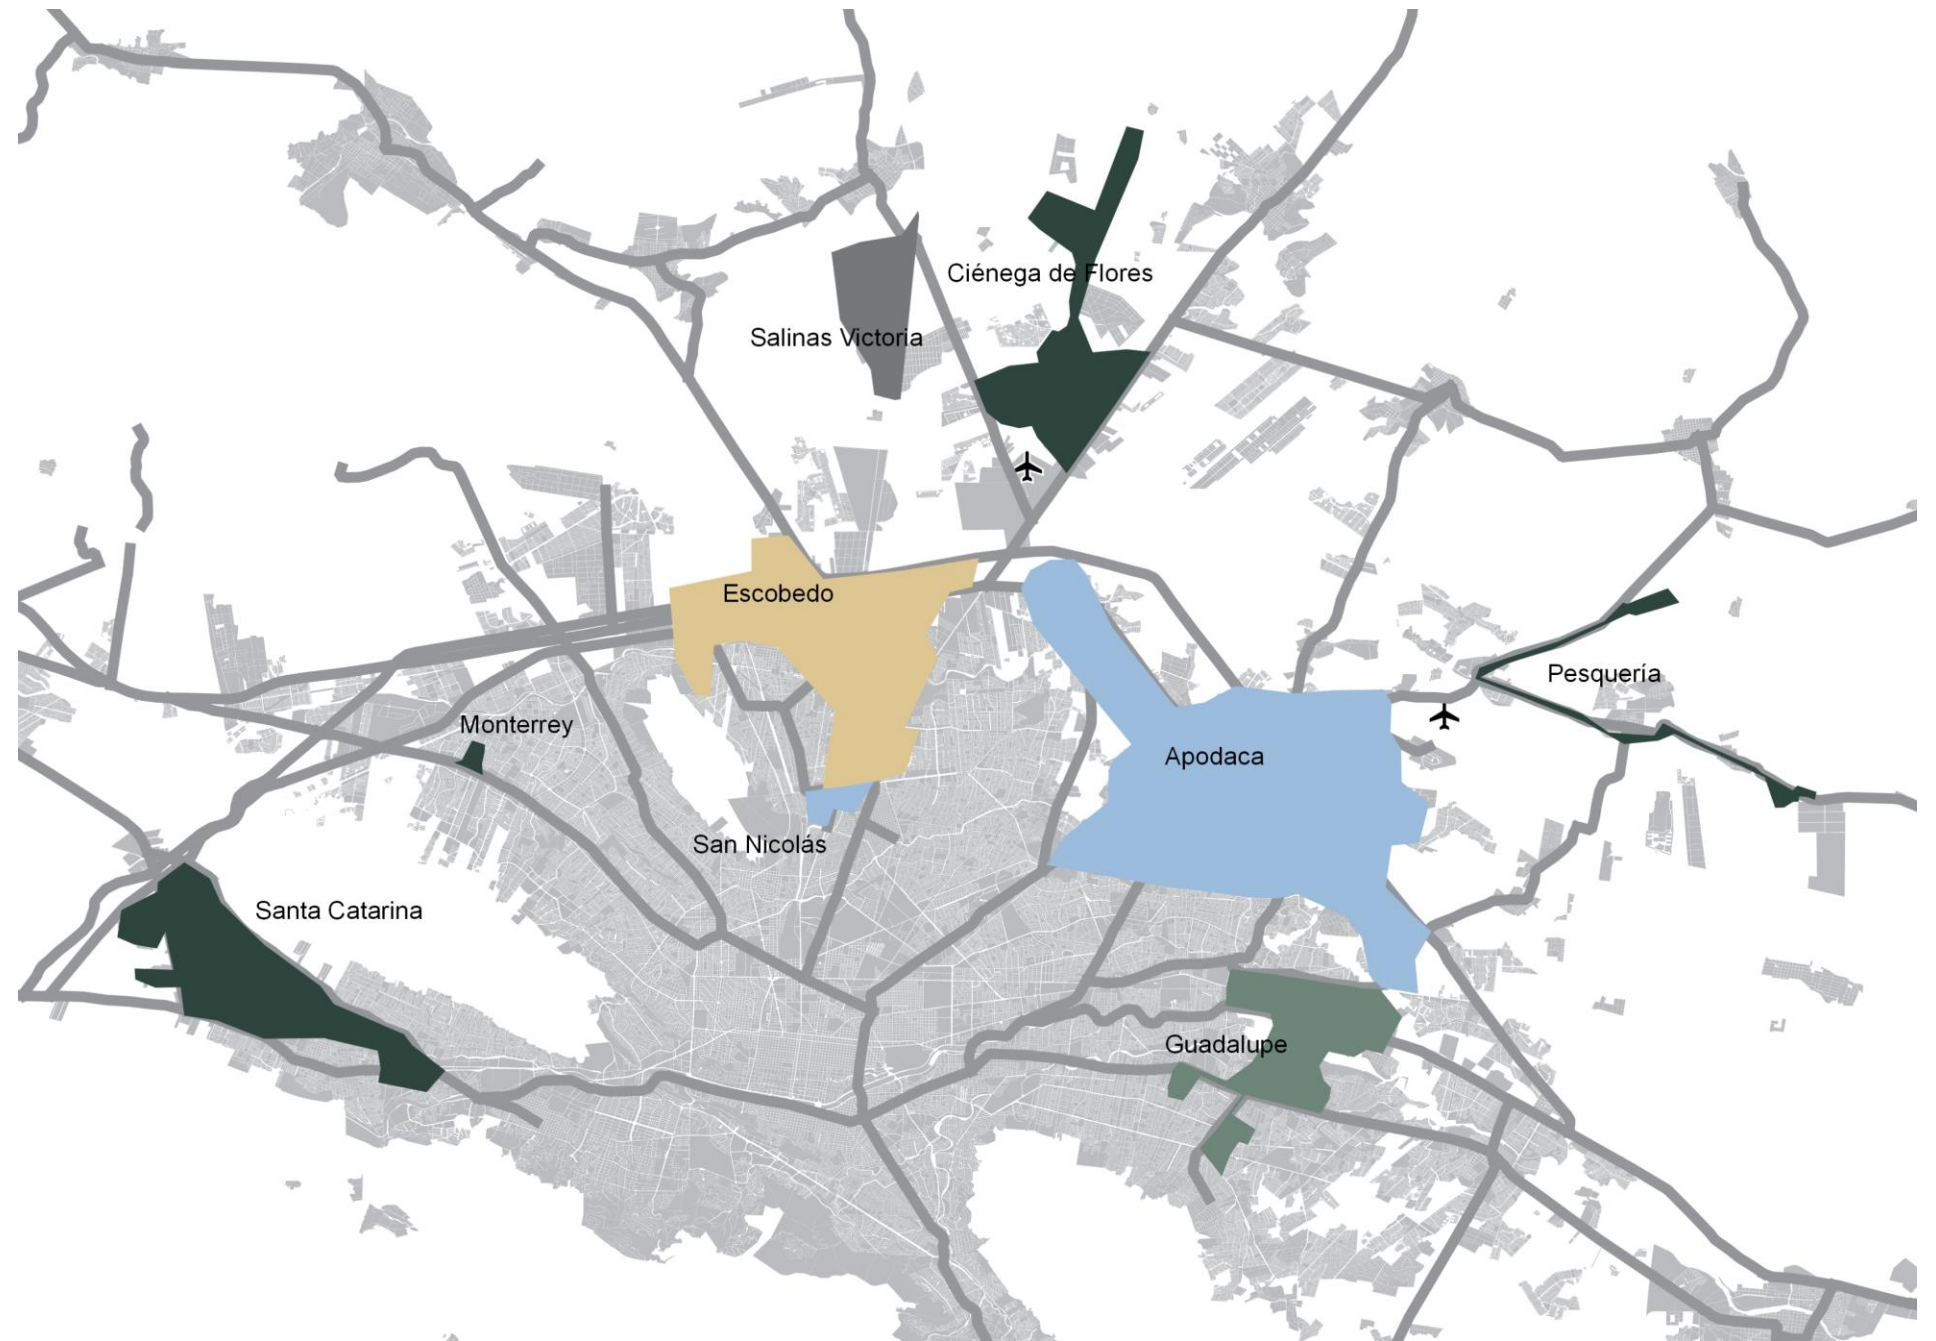 Ciénega de Flores
Salinas Victoria
Escobedo
Pesquería
Monterrey
Apodaca
San Nicolás
Santa Catarina
Guadalupe